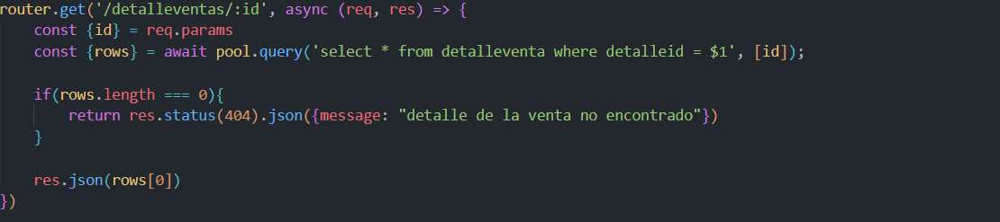 router.get('/detalleventas/:id', async (req, res) => {
    const {id} = req.params
    const {rows} = await pool.query('select * from detalleventa where detalleid = $1', [id]);

    if(rows.length === 0){
        return res.status(404).json({message: "detalle de la venta no encontrado"})
    }

    res.json(rows[0])
})